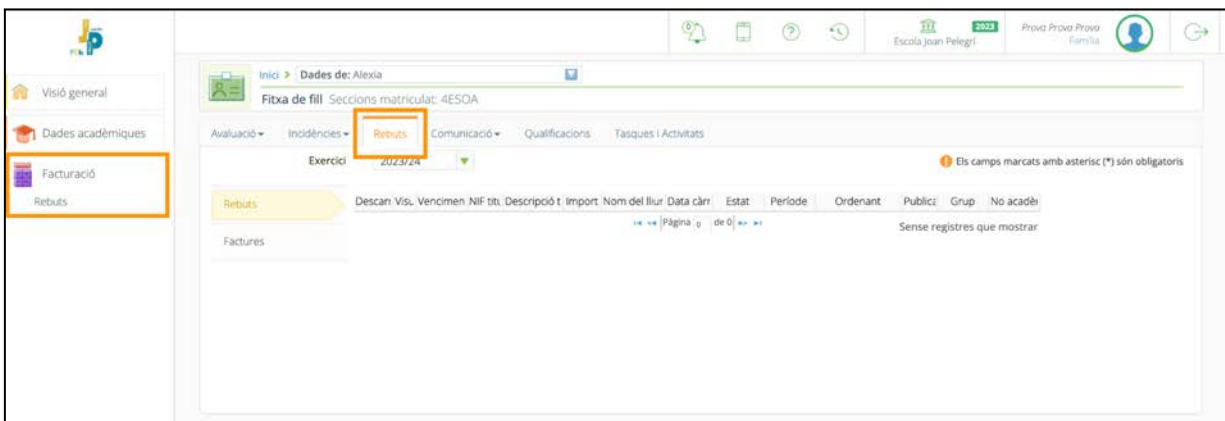 2023
Escola Joan Pelegrí
Prova Prova Prova
Família
Inici > Dades de: Alexia
Fitxa de fill Seccions matriculat: 4ESOA
Visió general
Dades acadèmiques
Facturació
Rebuts
Avaluació Incidències Rebuts Comunicació Qualificacions Tasques i Activitats
Exercici 2023/24
Els camps marcats amb asterisc (*) són obligatoris
Rebuts
Factures
Descarr Visu Vencimen NIF titu Descripció t Import Nom del lliur Data càrr Estat Període Ordenant Publica Grup No acadè
Pàgina 0 de 0
Sense registres que mostrar